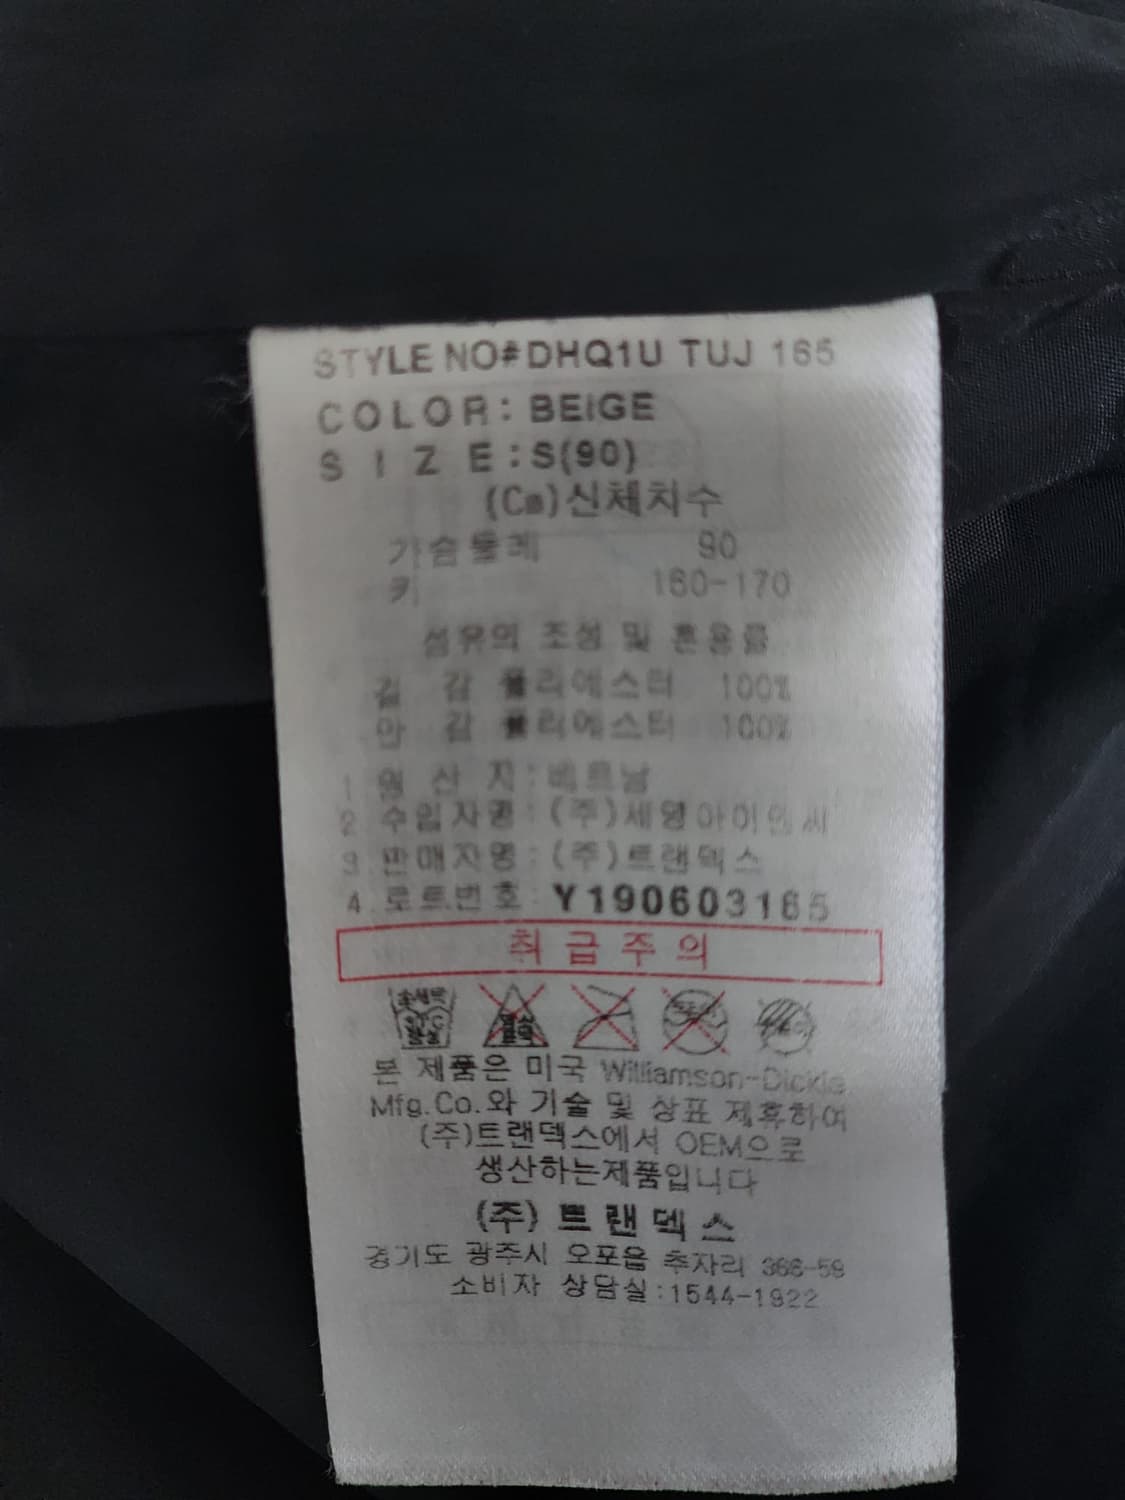 STYLE NO#DHQ1U TUJ 165
COLOR: BEIGE
SIZE:S(90)
(Cm)신체치수
가슴둘레 90
키 160-170
섬유의 조성 및 혼용률
겉 감 폴리에스터 100%
안 감 폴리에스터 100%
1 원 산 지:베트남
2 수입자명:(주)세영아이엔씨
3 판매자명:(주)트랜덱스
4 로트번호 Y190603165
취급주의
손세탁
본 제품은 미국 Williamson-Dickie
Mfg.Co.와 기술 및 상표 제휴하여
(주)트랜덱스에서 OEM으로
생산하는제품입니다
(주)트랜덱스
경기도 광주시 오포읍 추자리 366-59
소비자 상담실:1544-1922